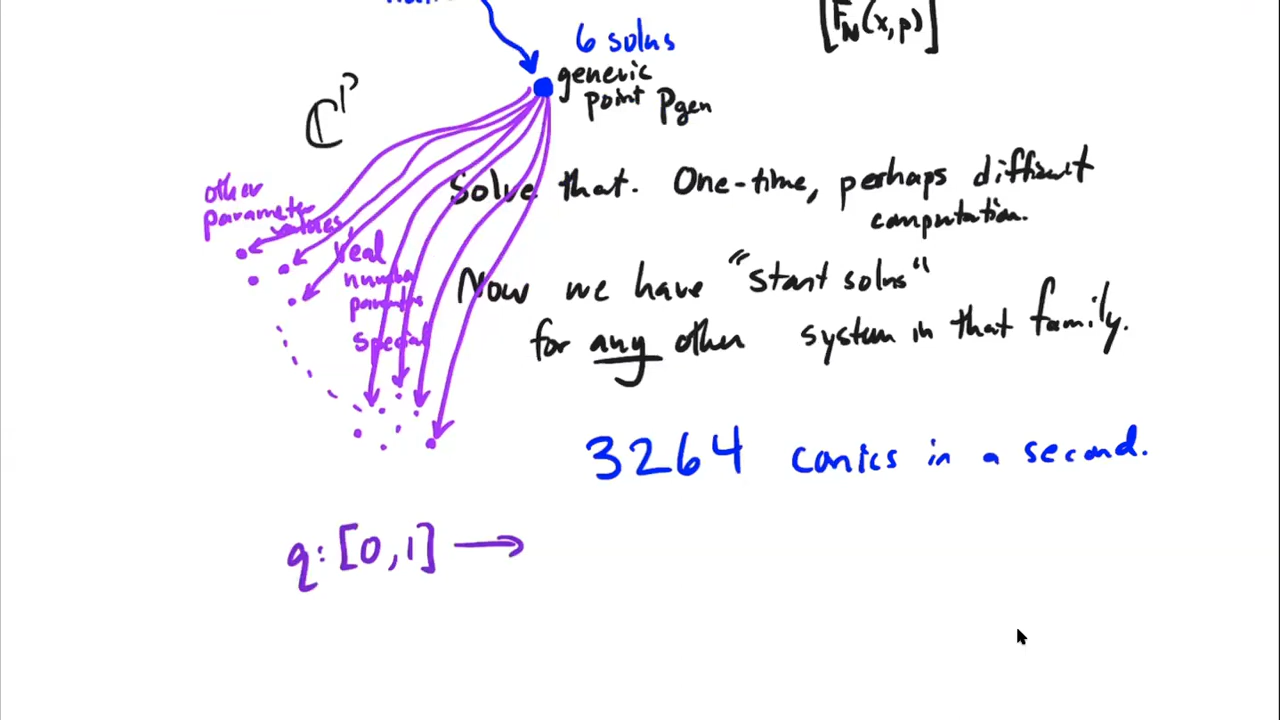 6 solns
[F_N(x,p)]
generic
point Pgen
ℂ^P
Solve that. One-time, perhaps difficult
computation.
other
parameter
values,
real
number
parameters
special
Now we have "start solns"
for any other system in that family.
3264 conics in a second.
q: [0,1] →